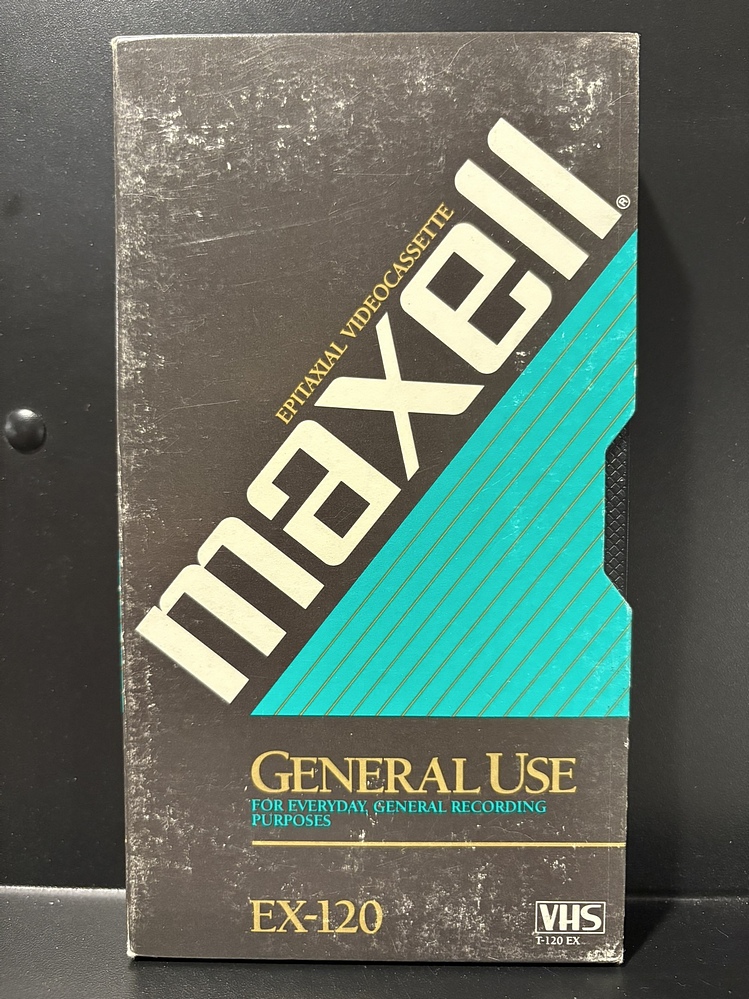 EPITAXIAL VIDEOCASSETTE
maxell®
GENERAL USE
FOR EVERYDAY, GENERAL RECORDING
PURPOSES
EX-120
VHS
T-120 EX